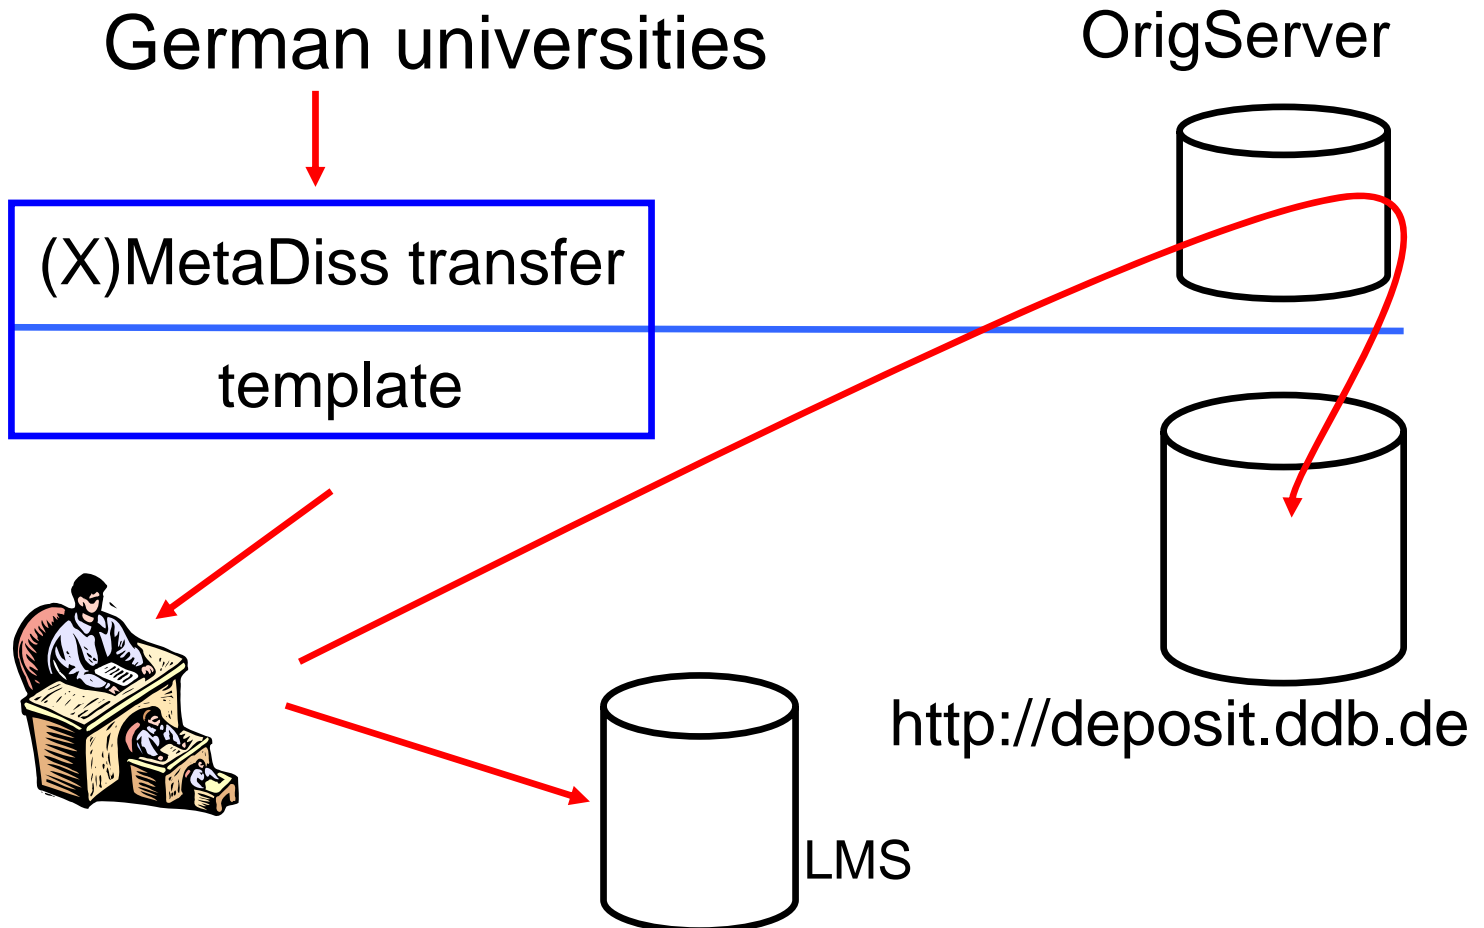 German universities
OrigServer
(X)MetaDiss transfer
template
http://deposit.ddb.de
LMS